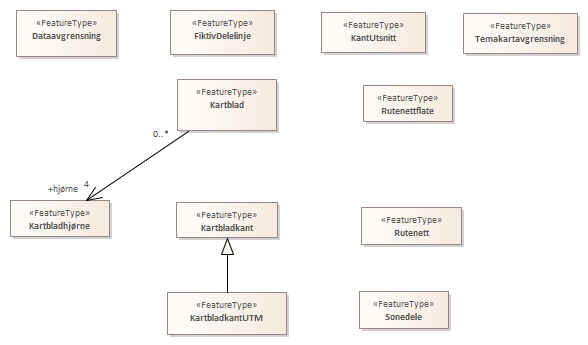 «FeatureType»
Dataavgrensning
«FeatureType»
FiktivDelelinje
«FeatureType»
KantUtsnitt
«FeatureType»
Temakartavgrensning
«FeatureType»
Kartblad
«FeatureType»
Rutenettflate
0..*
+hjørne
4
«FeatureType»
Kartbladhjørne
«FeatureType»
Kartbladkant
«FeatureType»
Rutenett
«FeatureType»
KartbladkantUTM
«FeatureType»
Sonedele